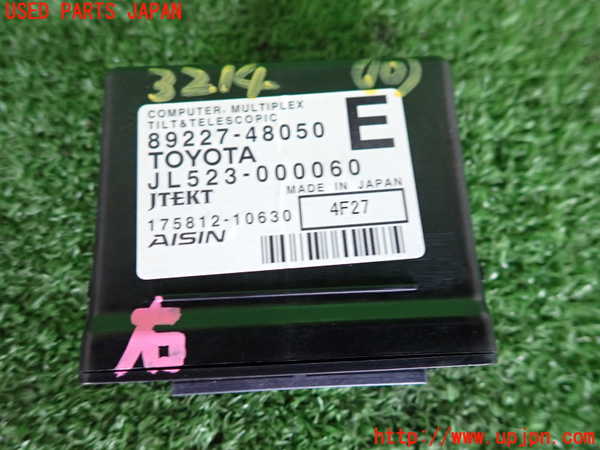 USED PARTS JAPAN
3214
(10)
COMPUTER, MULTIPLEX
TILT&TELESCOPIC
89227-48050
E
TOYOTA
JL523-000060
JTEKT
MADE IN JAPAN
175812-10630
4F27
AISIN
右
http://www.upjpn.com